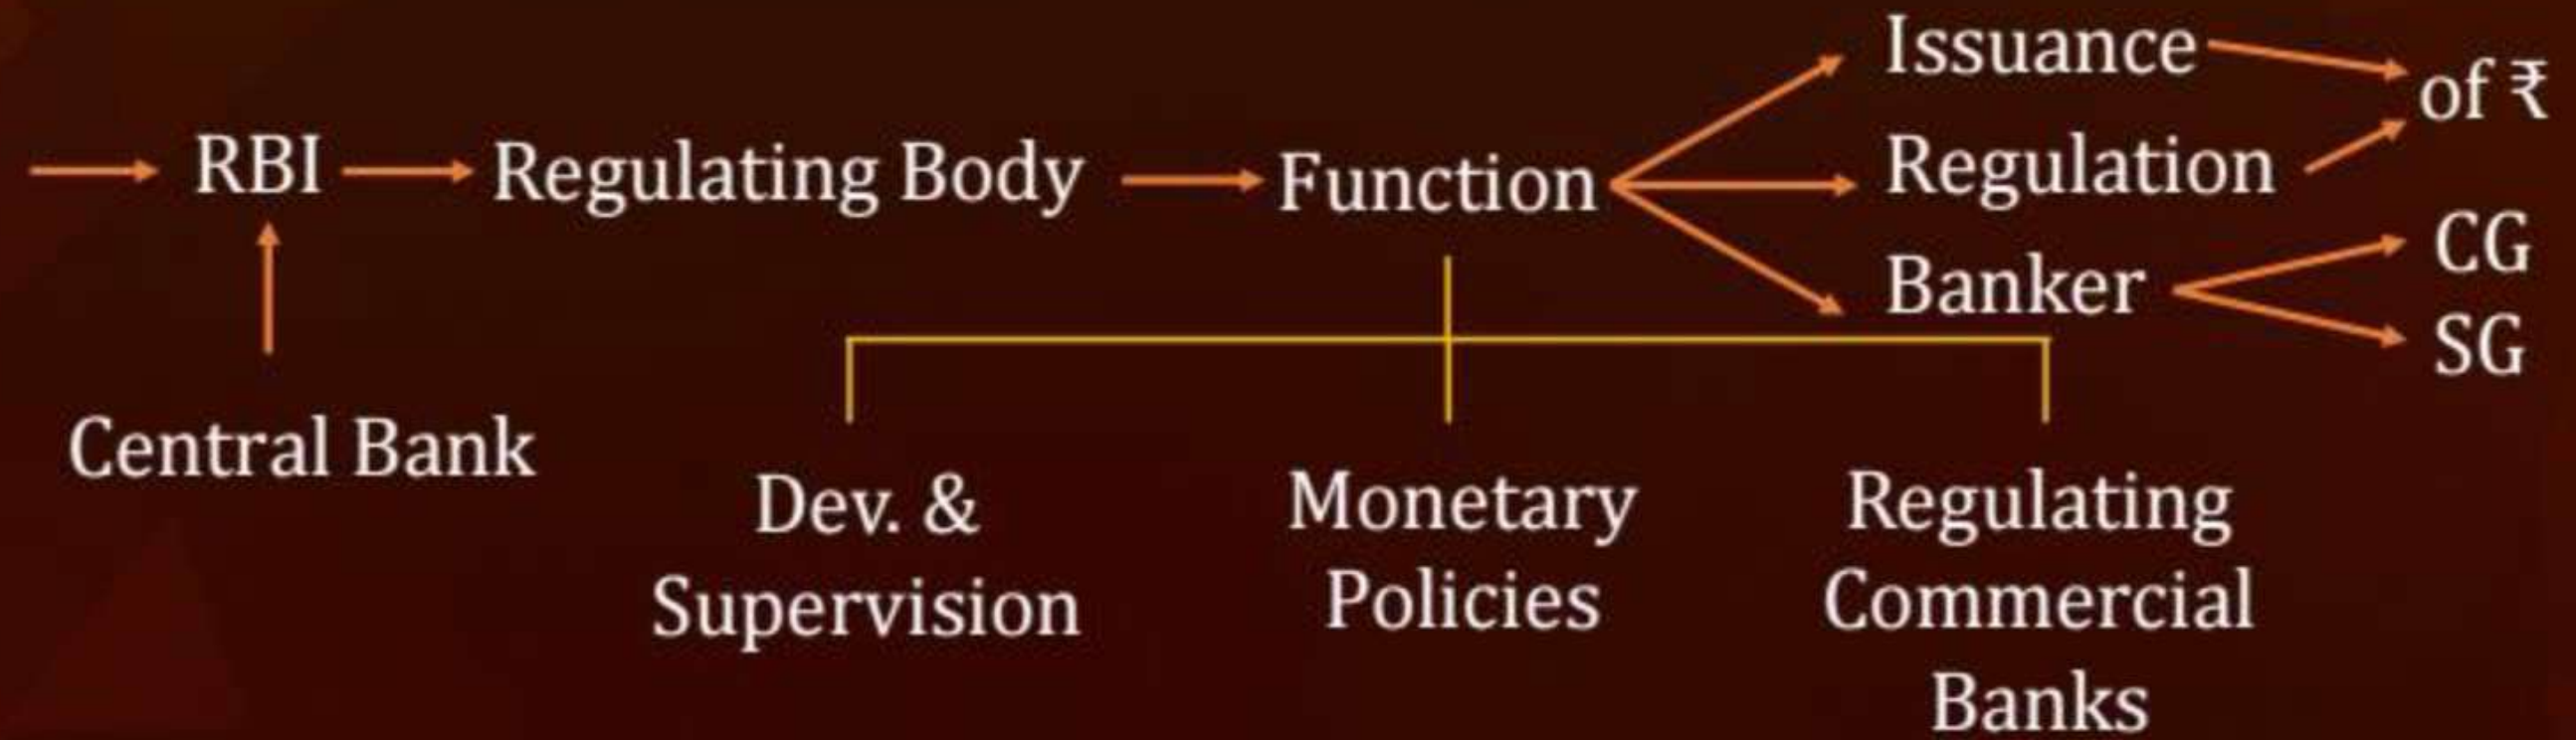 Issuance
of ₹
RBI
Regulating Body
Function
Regulation
CG
Banker
SG
Central Bank
Dev. &
Supervision
Monetary
Policies
Regulating
Commercial
Banks